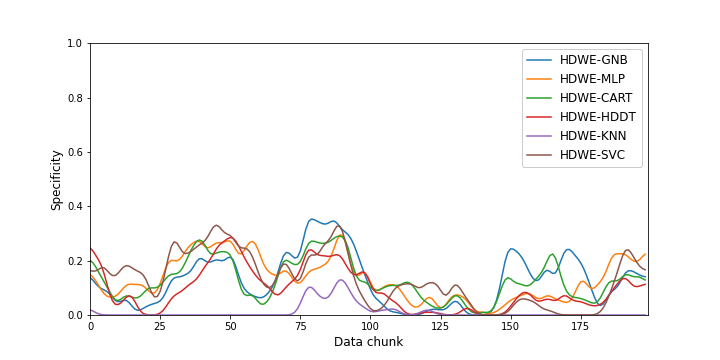 1.0
0.8
0.6
0.4
0.2
0.0
Specificity
0
25
50
75
100
125
150
175
Data chunk
HDWE-GNB
HDWE-MLP
HDWE-CART
HDWE-HDDT
HDWE-KNN
HDWE-SVC